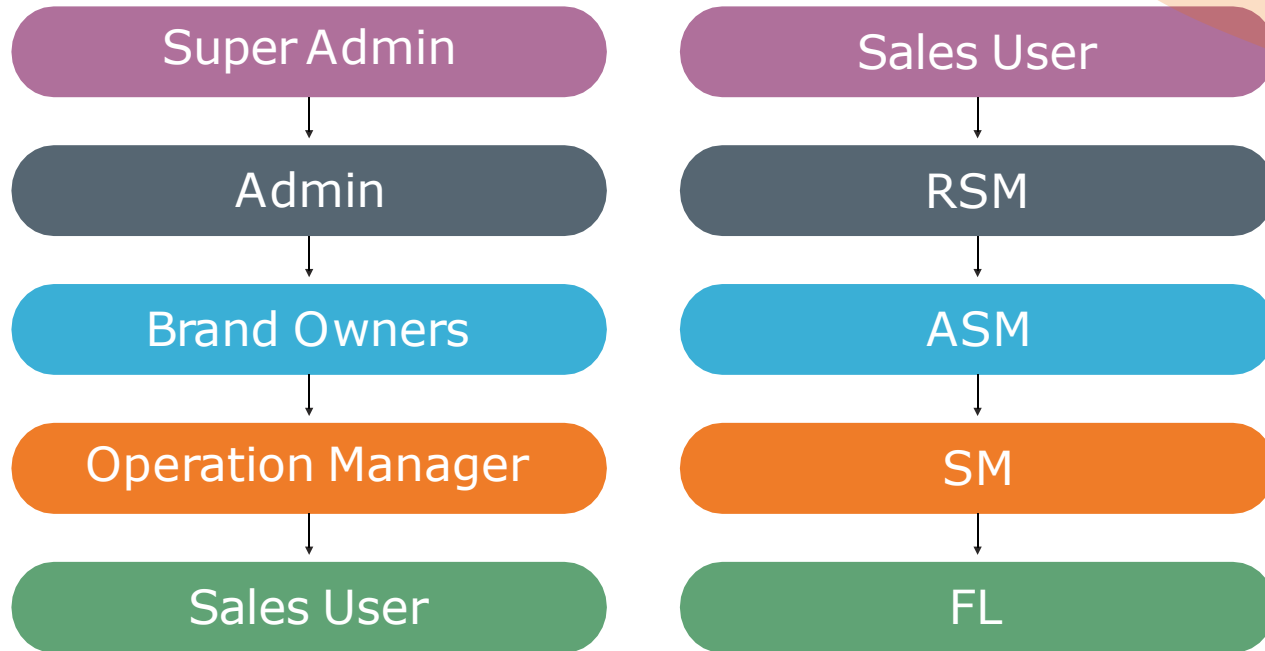 Super Admin
Admin
Brand Owners
Operation Manager
Sales User
Sales User
RSM
ASM
SM
FL